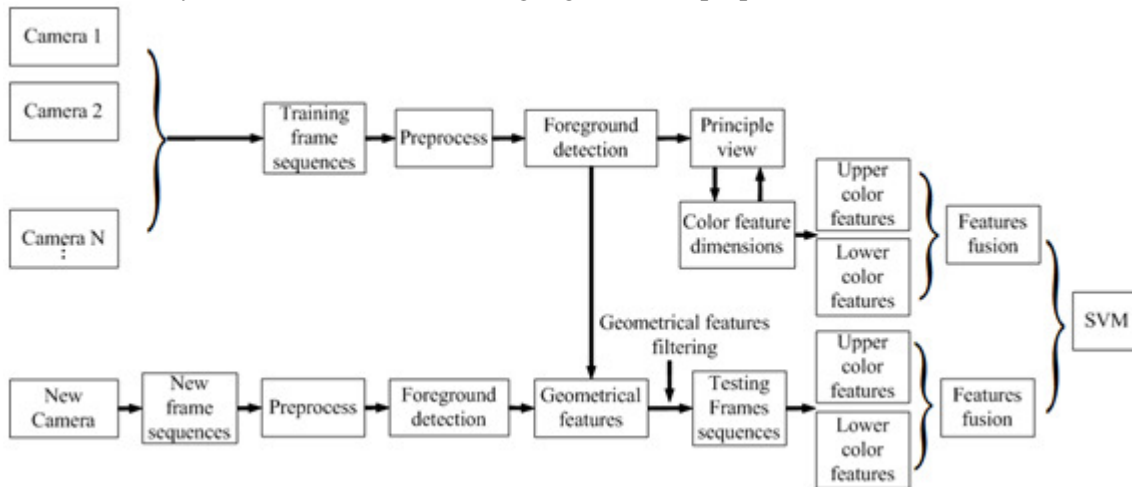 Camera 1
Camera 2
Camera N
⋮
Training
frame
sequences
Preprocess
Foreground
detection
Principle
view
Color feature
dimensions
Upper
color
features
Lower
color
features
Features
fusion
SVM
Geometrical features
filtering
New
Camera
New
frame
sequences
Preprocess
Foreground
detection
Geometrical
features
Testing
Frames
sequences
Upper
color
features
Lower
color
features
Features
fusion